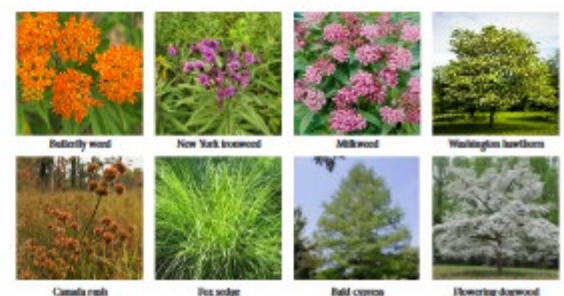 Butterfly weed
New York ironweed
Milkweed
Washington hawthorn
Canada rush
Fox sedge
Bald cypress
Flowering dogwood